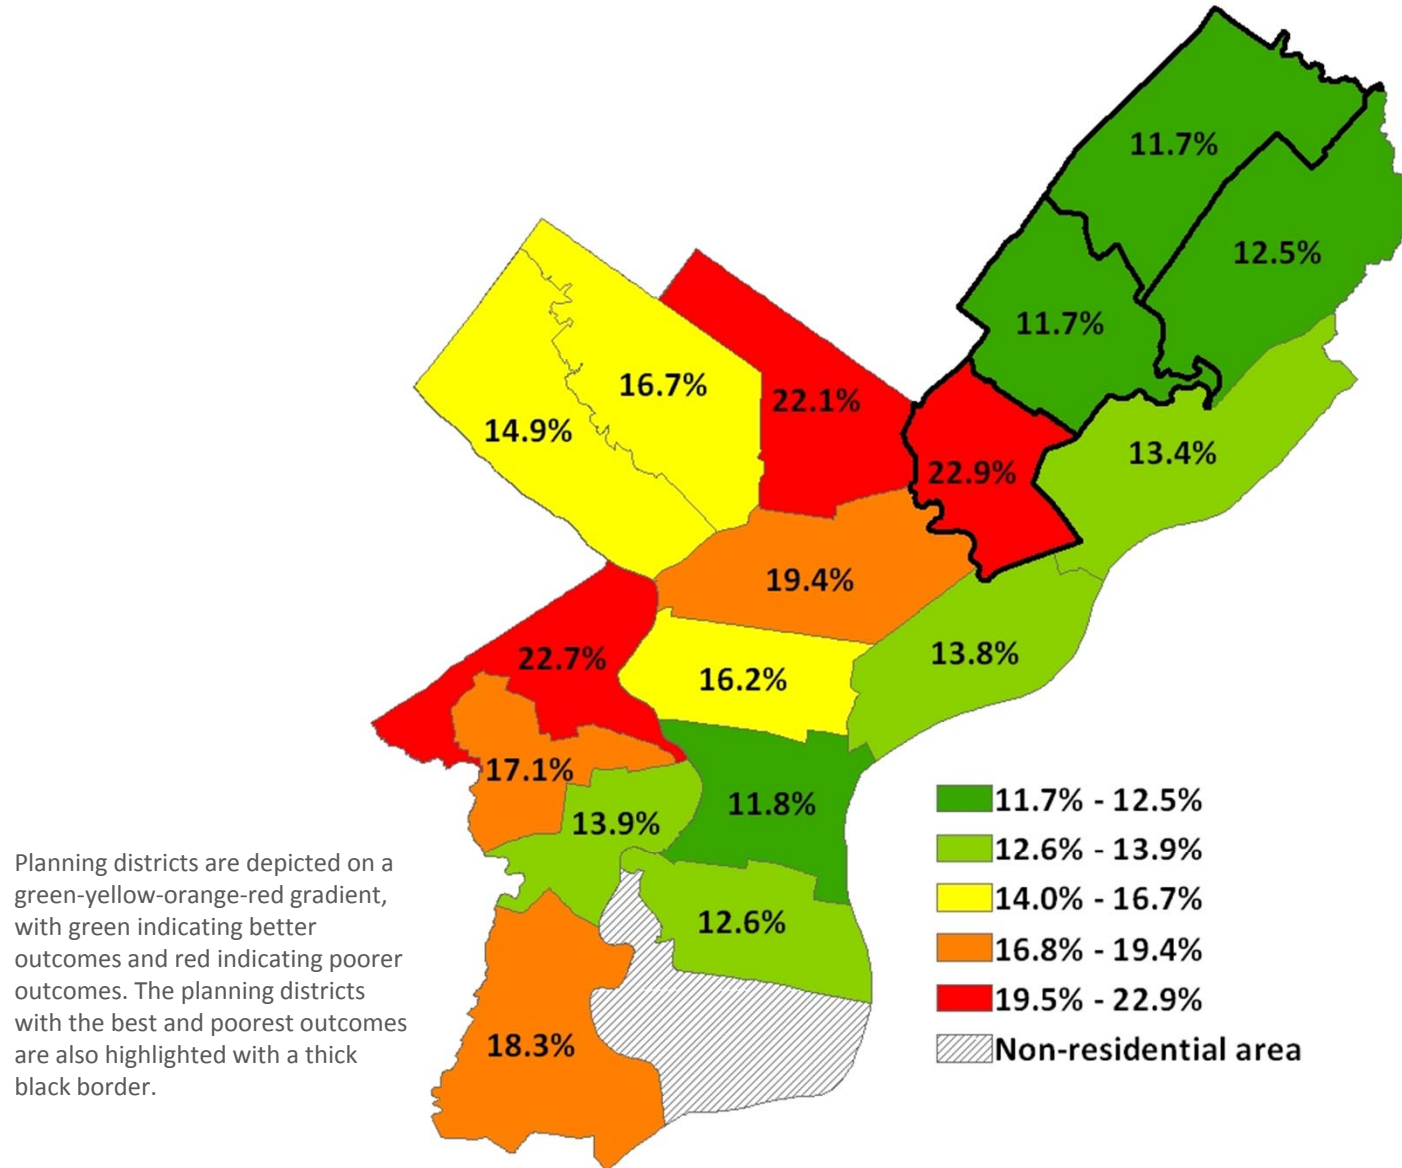 11.7%
12.5%
11.7%
16.7%
22.1%
14.9%
13.4%
22.9%
19.4%
22.7%
13.8%
16.2%
17.1%
11.8%
13.9%
12.6%
18.3%
11.7% - 12.5%
12.6% - 13.9%
14.0% - 16.7%
16.8% - 19.4%
19.5% - 22.9%
Non-residential area
Planning districts are depicted on a
green-yellow-orange-red gradient,
with green indicating better
outcomes and red indicating poorer
outcomes. The planning districts
with the best and poorest outcomes
are also highlighted with a thick
black border.